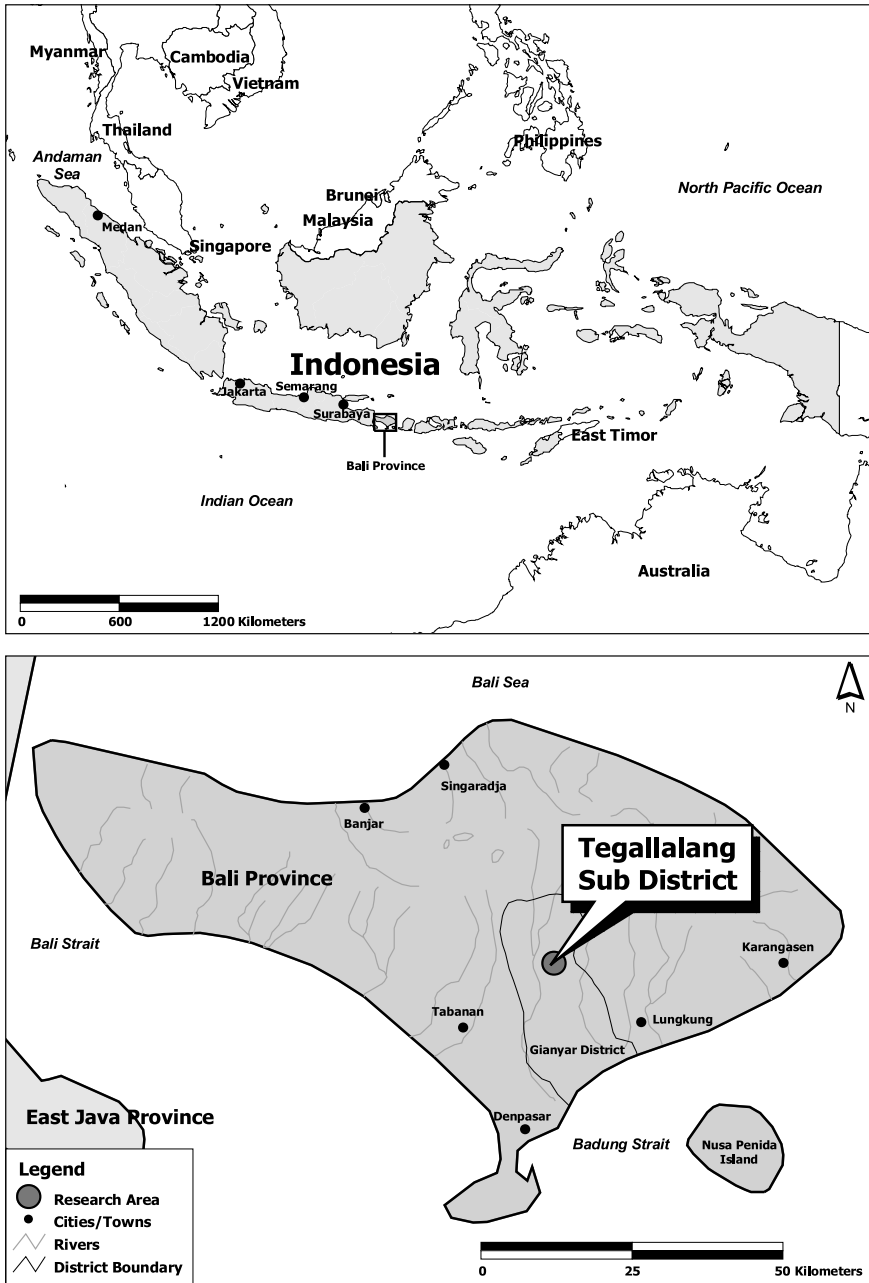 Myanmar
Cambodia
Vietnam
Thailand
Philippines
Andaman
Sea
Brunei
North Pacific Ocean
Malaysia
Medan
Singapore
Indonesia
Jakarta
Semarang
Surabaya
East Timor
Bali Province
Indian Ocean
Australia
0 600 1200 Kilometers
Bali Sea
N
Singaradja
Banjar
Tegallalang
Sub District
Bali Province
Bali Strait
Karangasen
Tabanan
Lungkung
Gianyar District
East Java Province
Denpasar
Badung Strait
Nusa Penida
Island
Legend
Research Area
Cities/Towns
Rivers
District Boundary
0 25 50 Kilometers